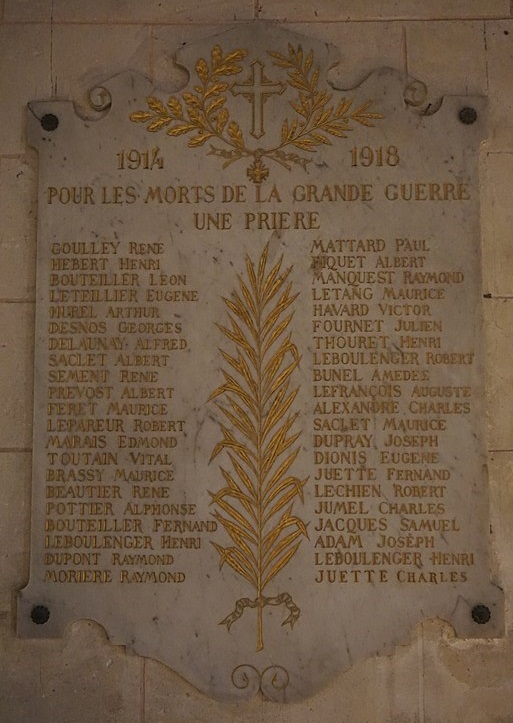 1914 1918
POUR LES MORTS DE LA GRANDE GUERRE
UNE PRIERE
GOULLEY RENE
HEBERT HENRI
BOUTEILLER LEON
LETEILLIER EUGENE
HUREL ARTHUR
DESNOS GEORGES
DELAUNAY ALFRED
SACLET ALBERT
SEMENT RENE
PREVOST ALBERT
FERET MAURICE
LEPAREUR ROBERT
MARAIS EDMOND
TOUTAIN VITAL
BRASSY MAURICE
BEAUTIER RENE
POTTIER ALPHONSE
BOUTEILLER FERNAND
LEBOULENGER HENRI
DUPONT RAYMOND
MORIERE RAYMOND
MATTARD PAUL
PIQUET ALBERT
MANQUEST RAYMOND
LETANG MAURICE
HAVARD VICTOR
FOURNET JULIEN
THOURET HENRI
LEBOULENGER ROBERT
BUNEL AMEDEE
LEFRANÇOIS AUGUSTE
ALEXANDRE CHARLES
SACLET MAURICE
DUPRAY JOSEPH
DIONIS EUGENE
JUETTE FERNAND
LECHIEN ROBERT
JUMEL CHARLES
JACQUES SAMUEL
ADAM JOSEPH
LEBOULENGER HENRI
JUETTE CHARLES